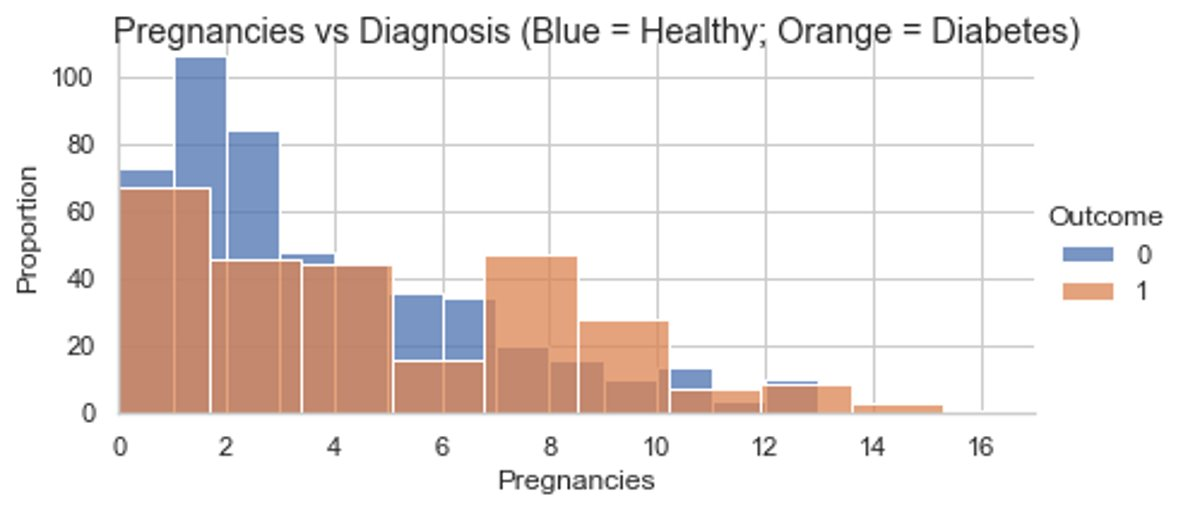 Pregnancies vs Diagnosis (Blue = Healthy; Orange = Diabetes)
100
80
60
40
20
0
Proportion
0 2 4 6 8 10 12 14 16
Pregnancies
Outcome
0
1